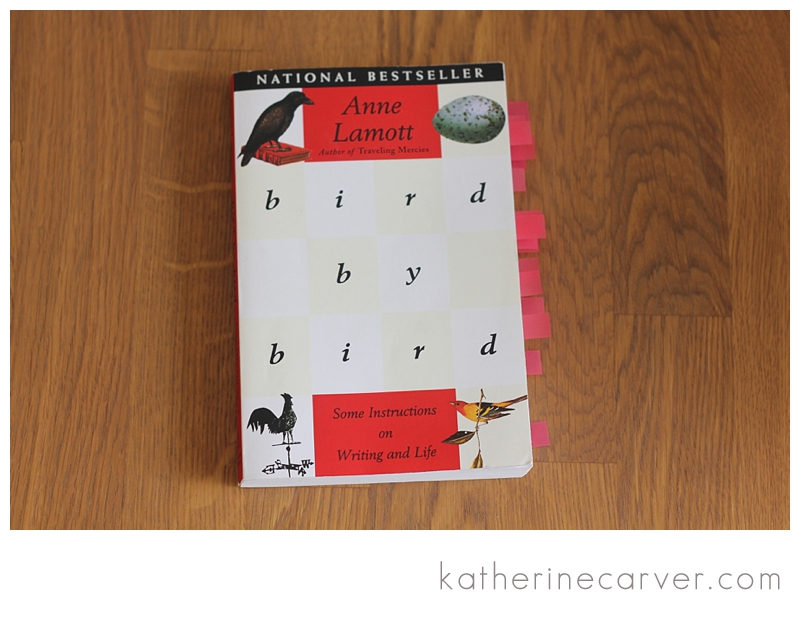 NATIONAL BESTSELLER
Anne
Lamott
Author of Traveling Mercies
b i r d
b y
b i r d
Some Instructions
on
Writing and Life
W
S
katherinecarver.com